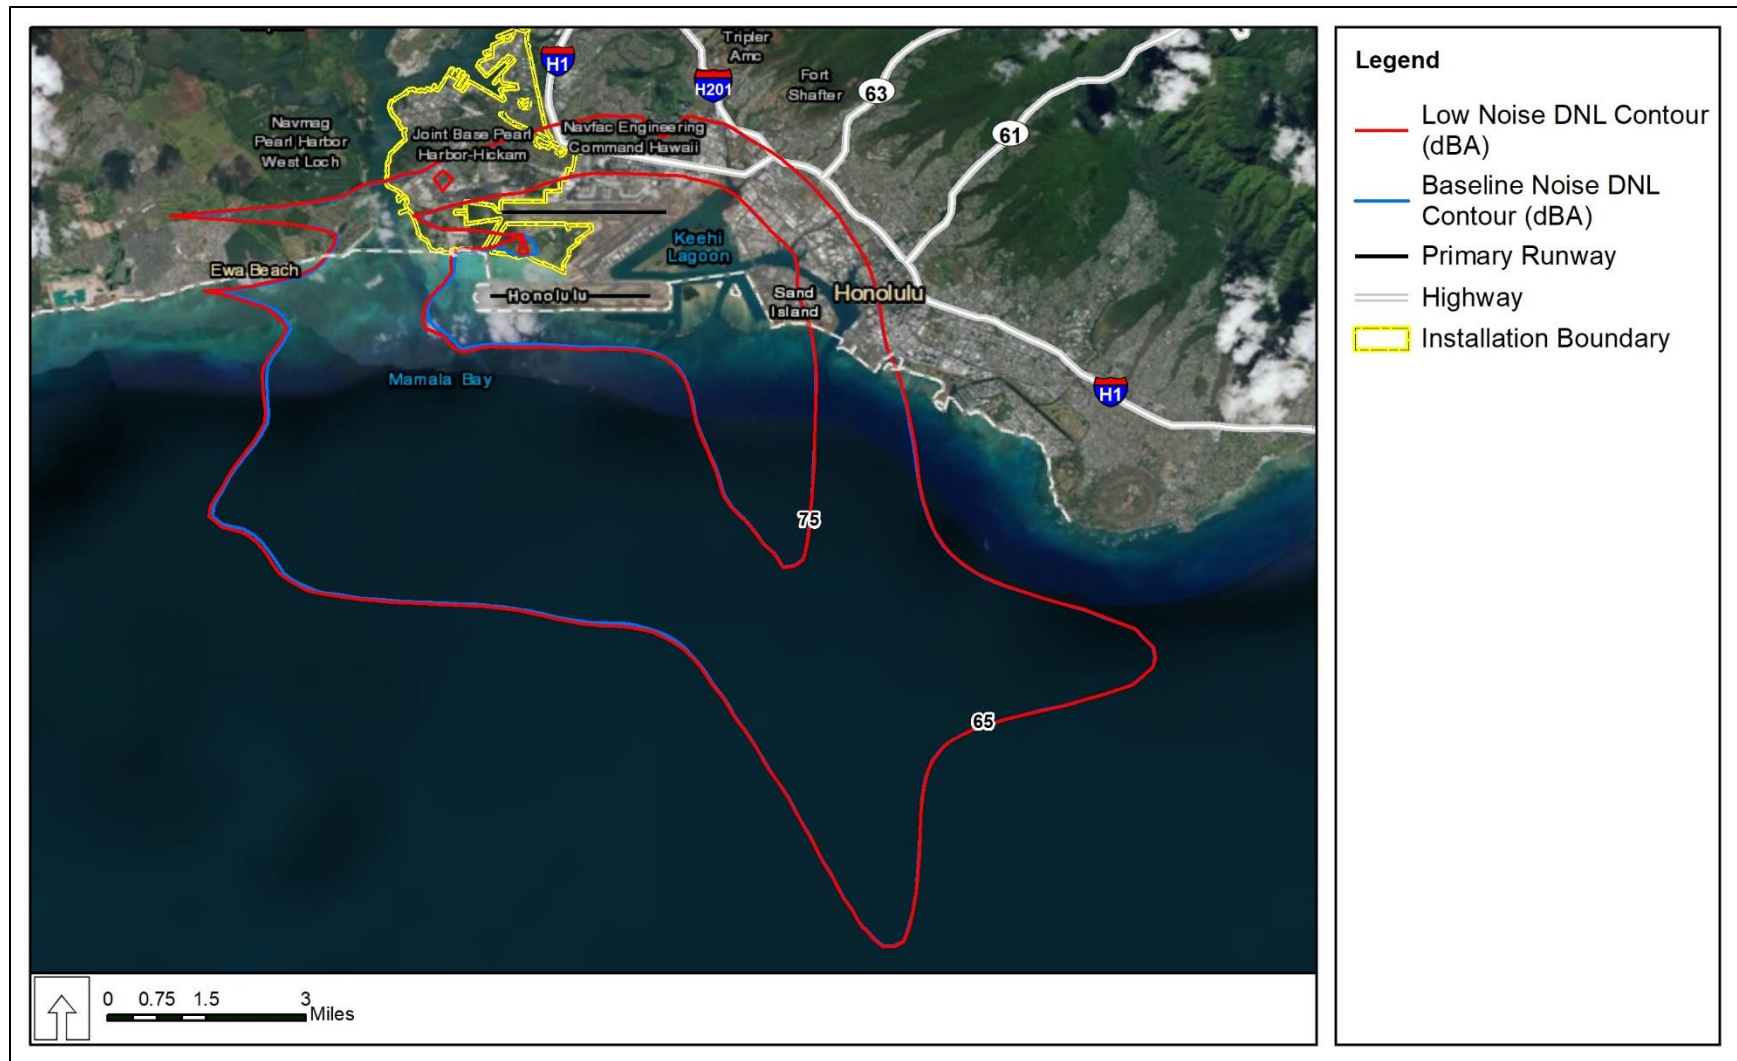 Tripler
Amc
H1
H201
Fort
Shafter
63
61
Navmag
Pearl Harbor
West Loch
Joint Base Pearl
Harbor-Hickam
Navfac Engineering
Command Hawaii
Keehi
Lagoon
Ewa Beach
Honolulu
Sand
Island
Honolulu
Mamala Bay
H1
75
65
0 0.75 1.5 3
Miles
Legend
Low Noise DNL Contour
(dBA)
Baseline Noise DNL
Contour (dBA)
Primary Runway
Highway
Installation Boundary